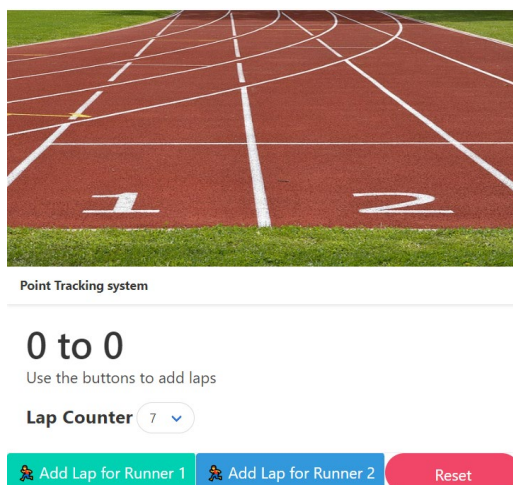 1 2
Point Tracking system
0 to 0
Use the buttons to add laps
Lap Counter 7
Add Lap for Runner 1 Add Lap for Runner 2 Reset